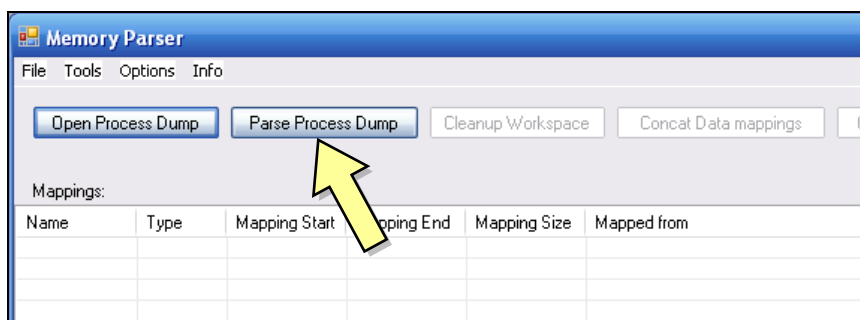 Memory Parser
File Tools Options Info
Open Process Dump Parse Process Dump Cleanup Workspace Concat Data mappings
Mappings:
Name Type Mapping Start Mapping End Mapping Size Mapped from